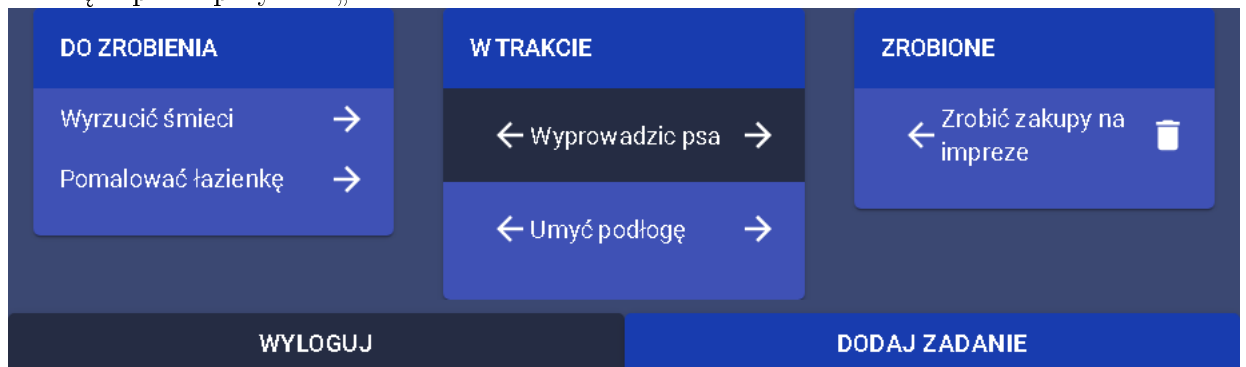 DO ZROBIENIA
Wyrzucić śmieci
Pomalować łazienkę
W TRAKCIE
Wyprowadzic psa
Umyć podłogę
ZROBIONE
Zrobić zakupy na
impreze
WYLOGUJ
DODAJ ZADANIE